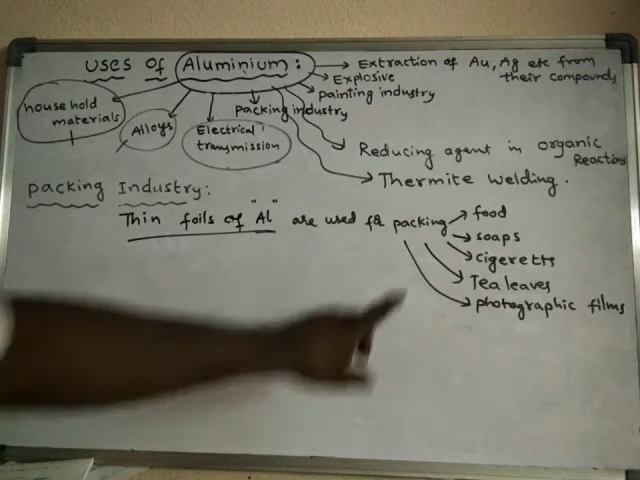 uses of Aluminium:
Extraction of Au, Ag etc from
their compounds
Explosive
painting industry
packing industry
household
materials
Alloys
Electrical
transmission
Reducing agent in organic
Reactions
Thermite welding.
packing Industry:
Thin foils of "Al" are used for packing
food
soaps
cigeretts
Tea leaves
photographic films